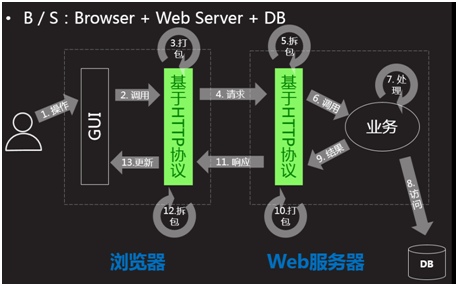 • B / S : Browser + Web Server + DB
1. 操作
GUI
2. 调用
3.打
包
基于HTTP协议
4. 请求
5.拆
包
基于HTTP协议
6. 调用
7. 处
理
业务
8.访问
DB
9. 结果
10.打
包
11. 响应
12.拆
包
13.更新
浏览器
Web服务器